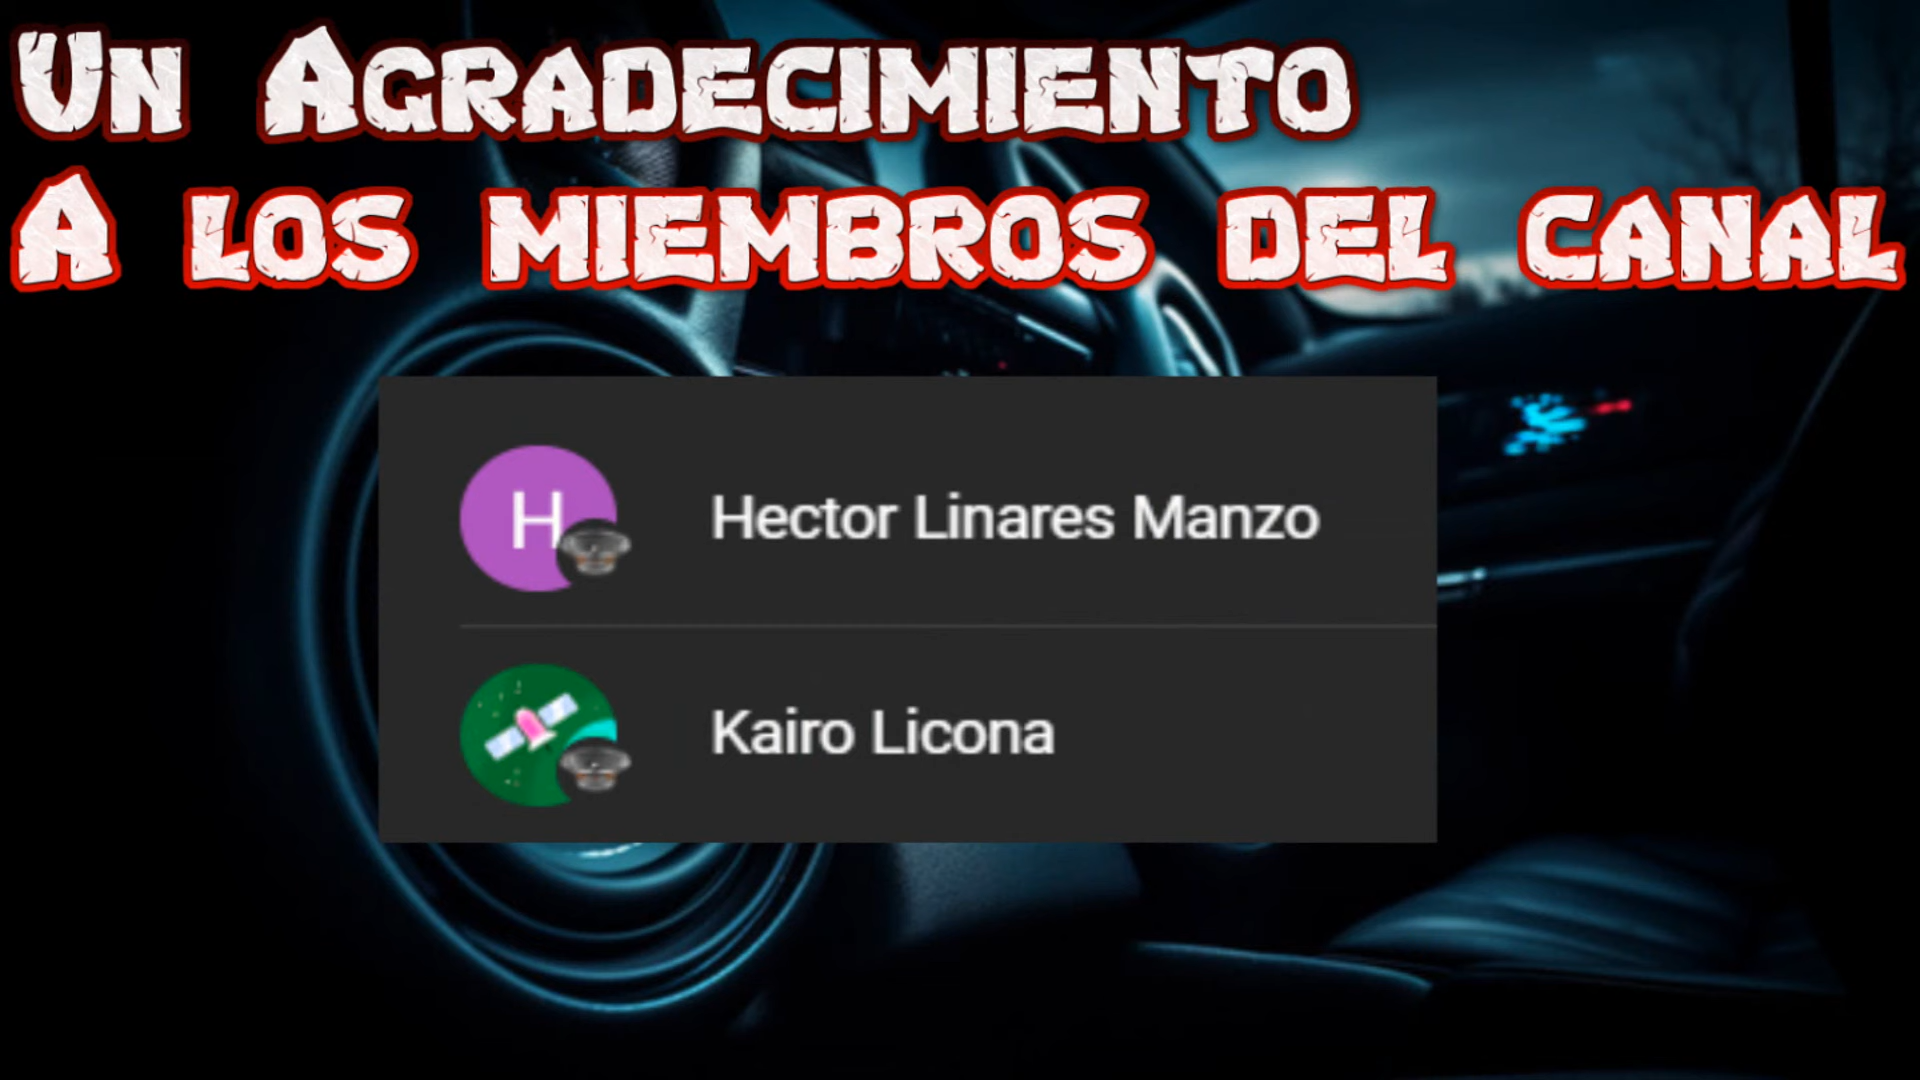 Un Agradecimiento
A los miembros del canal
H
Hector Linares Manzo
Kairo Licona